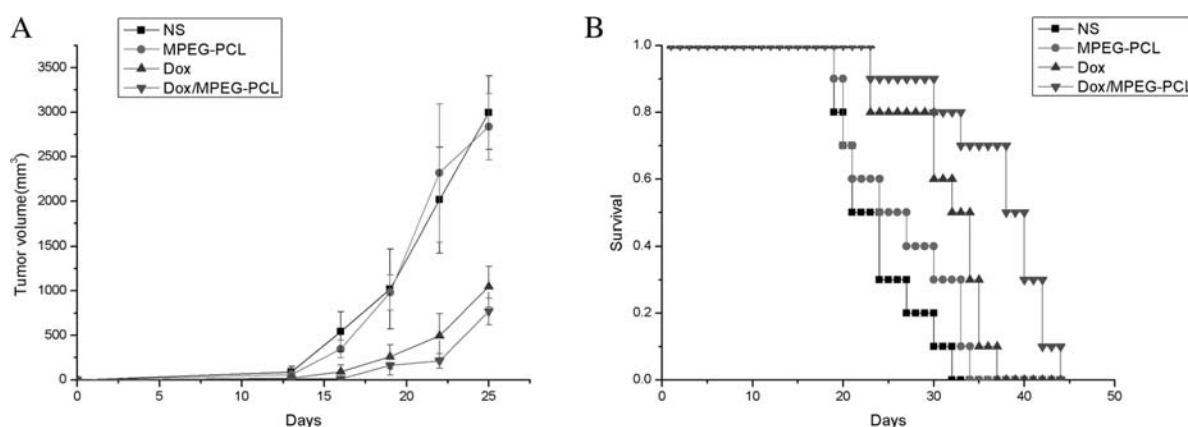 A
NS
MPEG-PCL
Dox
Dox/MPEG-PCL
Tumor volume(mm³)
3500
3000
2500
2000
1500
1000
500
0
0 5 10 15 20 25
Days
B
NS
MPEG-PCL
Dox
Dox/MPEG-PCL
Survival
1.0
0.8
0.6
0.4
0.2
0.0
0 10 20 30 40 50
Days